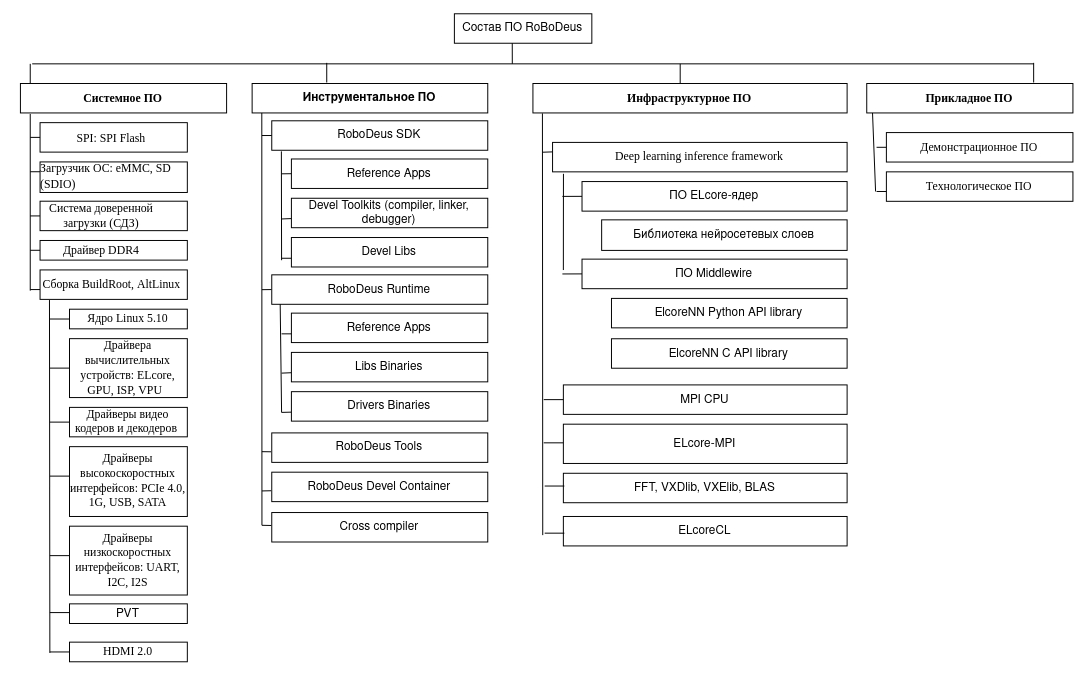 Состав ПО RoBoDeus
Системное ПО
SPI: SPI Flash
Загрузчик ОС: eMMC, SD
(SDIO)
Система доверенной
загрузки (СДЗ)
Драйвер DDR4
Сборка BuildRoot, AltLinux
Ядро Linux 5.10
Драйвера
вычислительных
устройств: ELcore,
GPU, ISP, VPU
Драйверы видео
кодеров и декодеров
Драйверы
высокоскоростных
интерфейсов: PCIe 4.0,
1G, USB, SATA
Драйверы
низкоскоростных
интерфейсов: UART,
I2C, I2S
PVT
HDMI 2.0
Инструментальное ПО
RoboDeus SDK
Reference Apps
Devel Toolkits (compiler, linker,
debugger)
Devel Libs
RoboDeus Runtime
Reference Apps
Libs Binaries
Drivers Binaries
RoboDeus Tools
RoboDeus Devel Container
Cross compiler
Инфраструктурное ПО
Deep learning inference framework
ПО ELcore-ядер
Библиотека нейросетевых слоев
ПО Middlewire
ElcoreNN Python API library
ElcoreNN C API library
MPI CPU
ELcore-MPI
FFT, VXDlib, VXElib, BLAS
ELcoreCL
Прикладное ПО
Демонстрационное ПО
Технологическое ПО